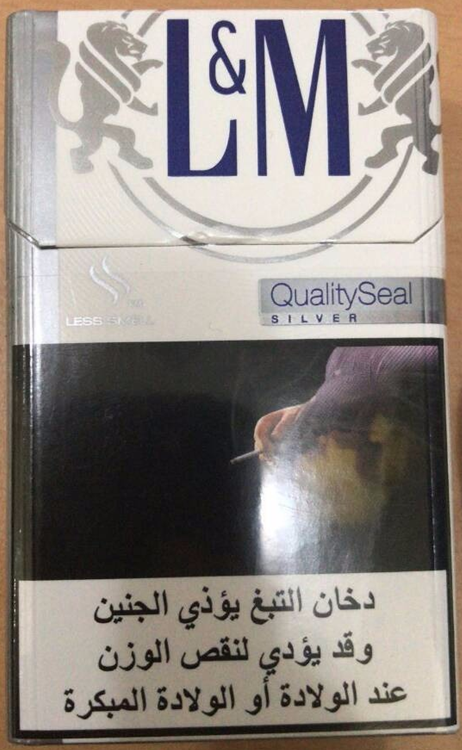 L&M
LESS SMELL
QualitySeal
SILVER
دخان التبغ يؤذي الجنين
وقد يؤدي لنقص الوزن
عند الولادة أو الولادة المبكرة